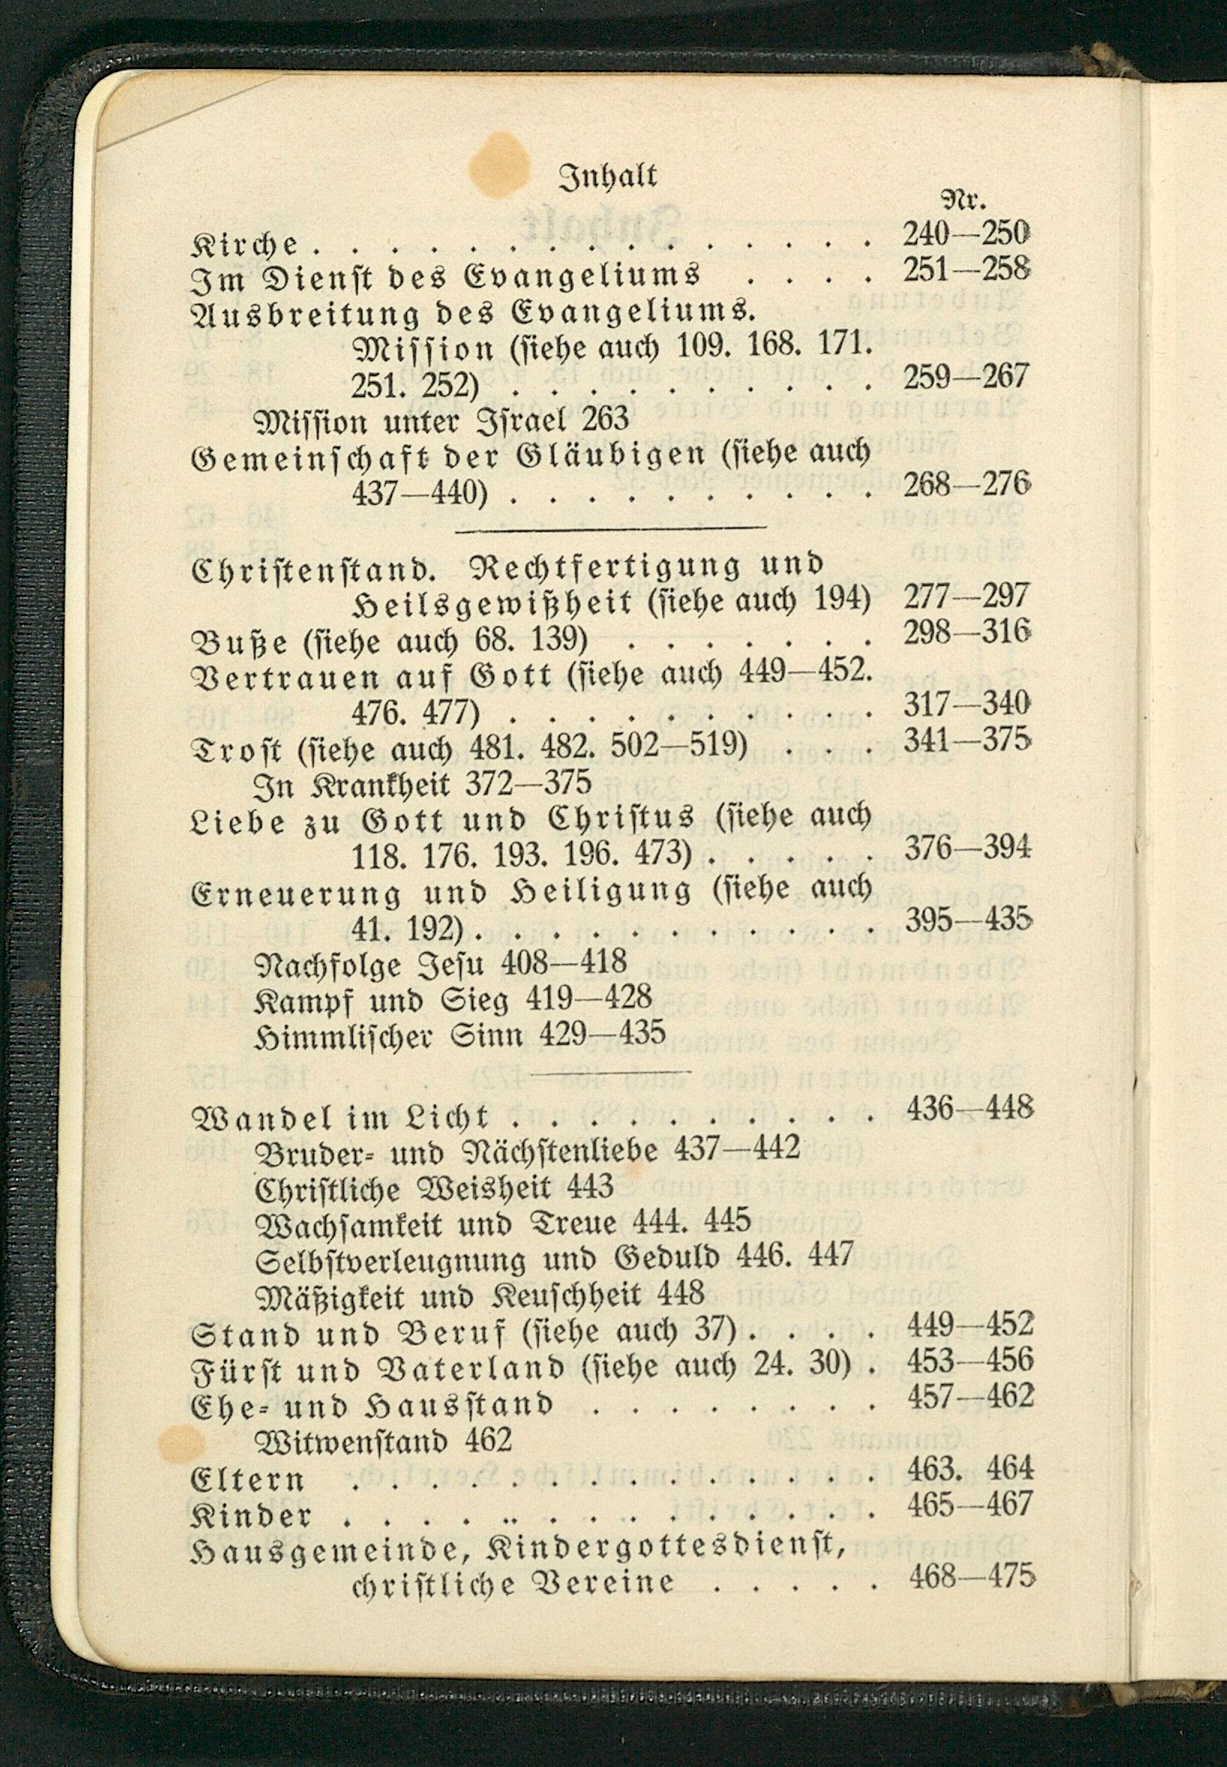 Inhalt
Nr.
Kirche . . . . . . . . . . . . . . . 240—250
Im Dienst des Evangeliums . . . . 251—258
Ausbreitung des Evangeliums.
Mission (siehe auch 109. 168. 171.
251. 252) . . . . . . . . . . 259—267
Mission unter Israel 263
Gemeinschaft der Gläubigen (siehe auch
437—440) . . . . . . . . . . 268—276
Christenstand. Rechtfertigung und
Heilsgewißheit (siehe auch 194) 277—297
Buße (siehe auch 68. 139) . . . . . . . 298—316
Vertrauen auf Gott (siehe auch 449—452.
476. 477) . . . . . . . . . . 317—340
Trost (siehe auch 481. 482. 502—519) . . . 341—375
In Krankheit 372—375
Liebe zu Gott und Christus (siehe auch
118. 176. 193. 196. 473) . . . . . 376—394
Erneuerung und Heiligung (siehe auch
41. 192) . . . . . . . . . . . 395—435
Nachfolge Jesu 408—418
Kampf und Sieg 419—428
Himmlischer Sinn 429—435
Wandel im Licht . . . . . . . . . . 436—448
Bruder- und Nächstenliebe 437—442
Christliche Weisheit 443
Wachsamkeit und Treue 444. 445
Selbstverleugnung und Geduld 446. 447
Mäßigkeit und Keuschheit 448
Stand und Beruf (siehe auch 37) . . . . 449—452
Fürst und Vaterland (siehe auch 24. 30) . 453—456
Ehe- und Hausstand . . . . . . . . 457—462
Witwenstand 462
Eltern . . . . . . . . . . . . . . 463. 464
Kinder . . . . . . . . . . . . . . 465—467
Hausgemeinde, Kindergottesdienst,
christliche Vereine . . . . . 468—475